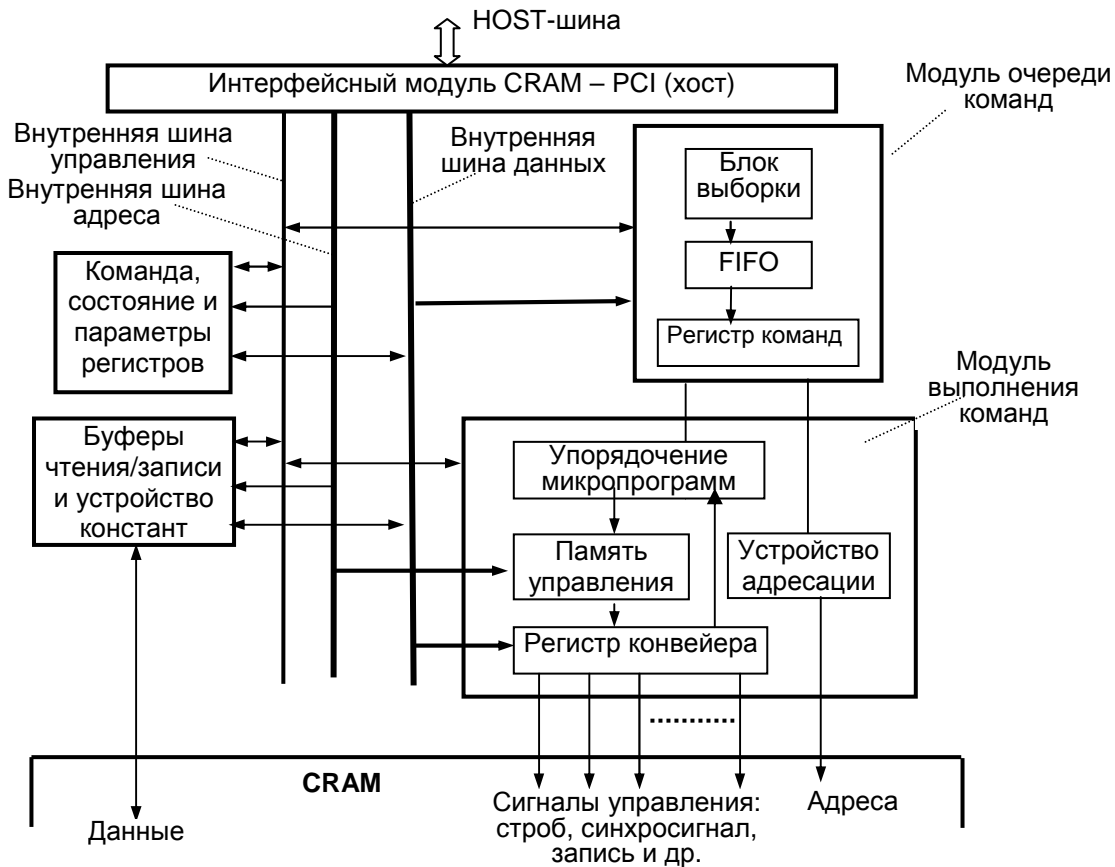 HOST-шина
Интерфейсный модуль CRAM – PCI (хост)
Модуль очереди
команд
Внутренняя шина
управления
Внутренняя шина
адреса
Внутренняя
шина данных
Блок
выборки
FIFO
Регистр команд
Команда,
состояние и
параметры
регистров
Модуль
выполнения
команд
Буферы
чтения/записи
и устройство
констант
Упорядочение
микропрограмм
Память
управления
Устройство
адресации
Регистр конвейера
CRAM
Данные
Сигналы управления:
строб, синхросигнал,
запись и др.
Адреса